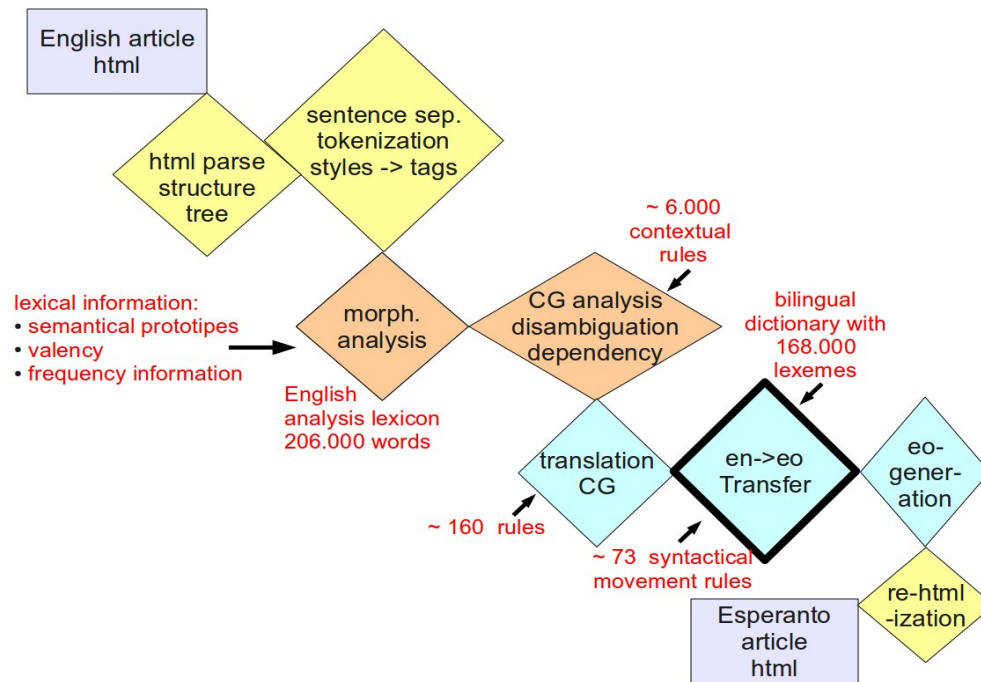 English article
html
sentence sep.
tokenization
styles -> tags
html parse
structure
tree
~ 6.000
contextual
rules
lexical information:
• semantical prototipes
• valency
• frequency information
morph.
analysis
CG analysis
disambiguation
dependency
bilingual
dictionary with
168.000
lexemes
English
analysis lexicon
206.000 words
translation
CG
en->eo
Transfer
eo-
gener-
ation
~ 160 rules
~ 73 syntactical
movement rules
re-html
-ization
Esperanto
article
html